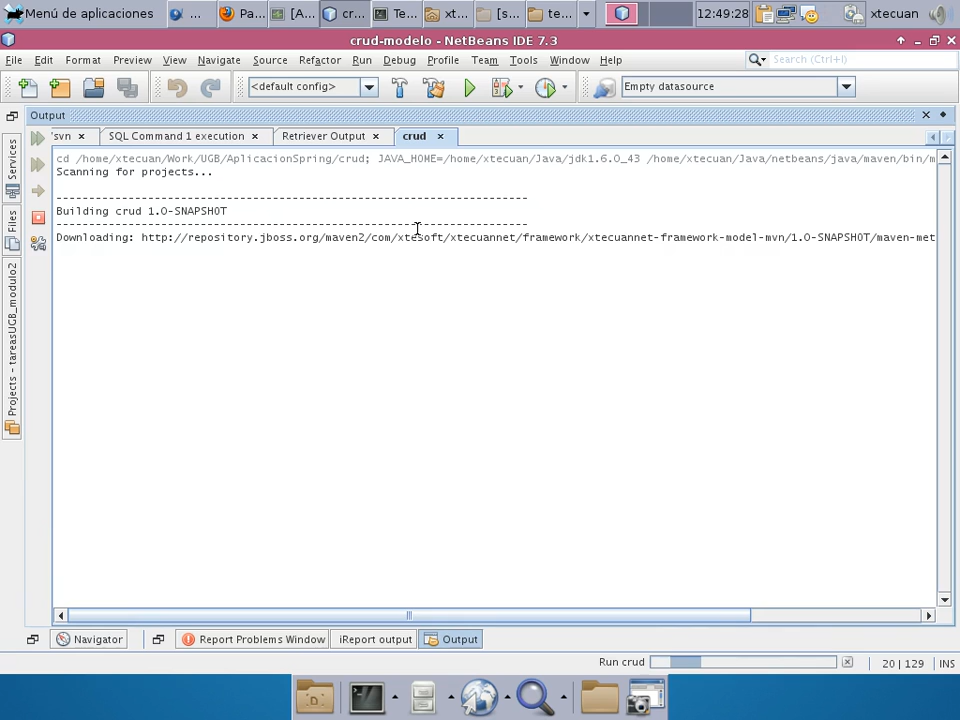 Menú de aplicaciones
...
Pa...
[A...
cr...
Te...
xt...
[s...
te...
12:49:28
xtecuan
crud-modelo - NetBeans IDE 7.3
File Edit Format Preview View Navigate Source Refactor Run Debug Profile Team Tools Window Help
Search (Ctrl+I)
<default config>
Empty datasource
Output
'svn
SQL Command 1 execution
Retriever Output
crud
cd /home/xtecuan/Work/UGB/AplicacionSpring/crud; JAVA_HOME=/home/xtecuan/Java/jdk1.6.0_43 /home/xtecuan/Java/netbeans/java/maven/bin/m
Scanning for projects...
------------------------------------------------------------------------
Building crud 1.0-SNAPSHOT
------------------------------------------------------------------------
Downloading: http://repository.jboss.org/maven2/com/xtesoft/xtecuannet/framework/xtecuannet-framework-model-mvn/1.0-SNAPSHOT/maven-met
Services
Files
Projects - tareasUGB_modulo2
Navigator
Report Problems Window
iReport output
Output
Run crud
20 | 129
INS